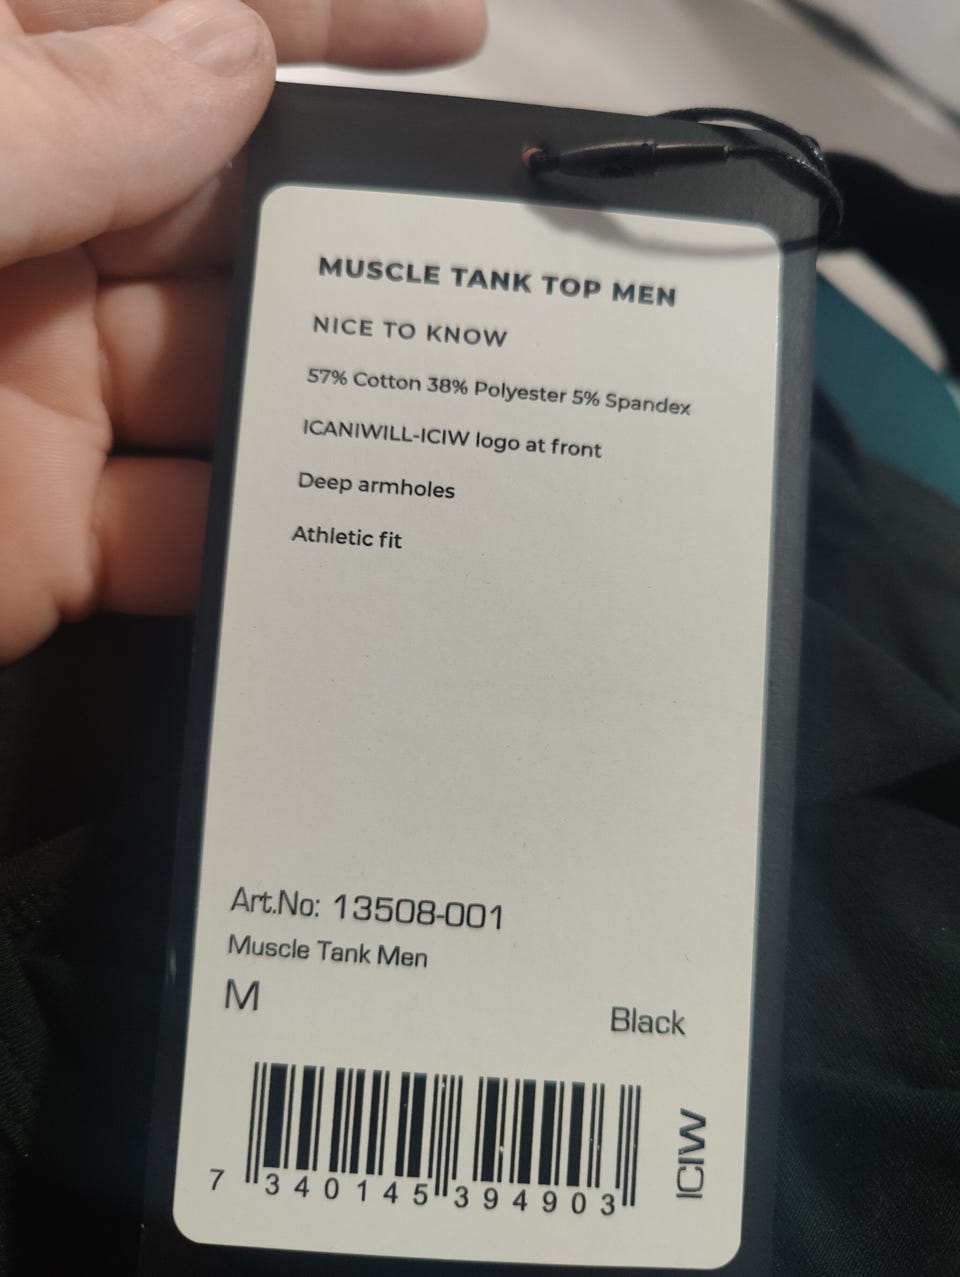 MUSCLE TANK TOP MEN
NICE TO KNOW
57% Cotton 38% Polyester 5% Spandex
ICANIWILL-ICIW logo at front
Deep armholes
Athletic fit
Art.No: 13508-001
Muscle Tank Men
M
Black
7 340145 394903
ICIW